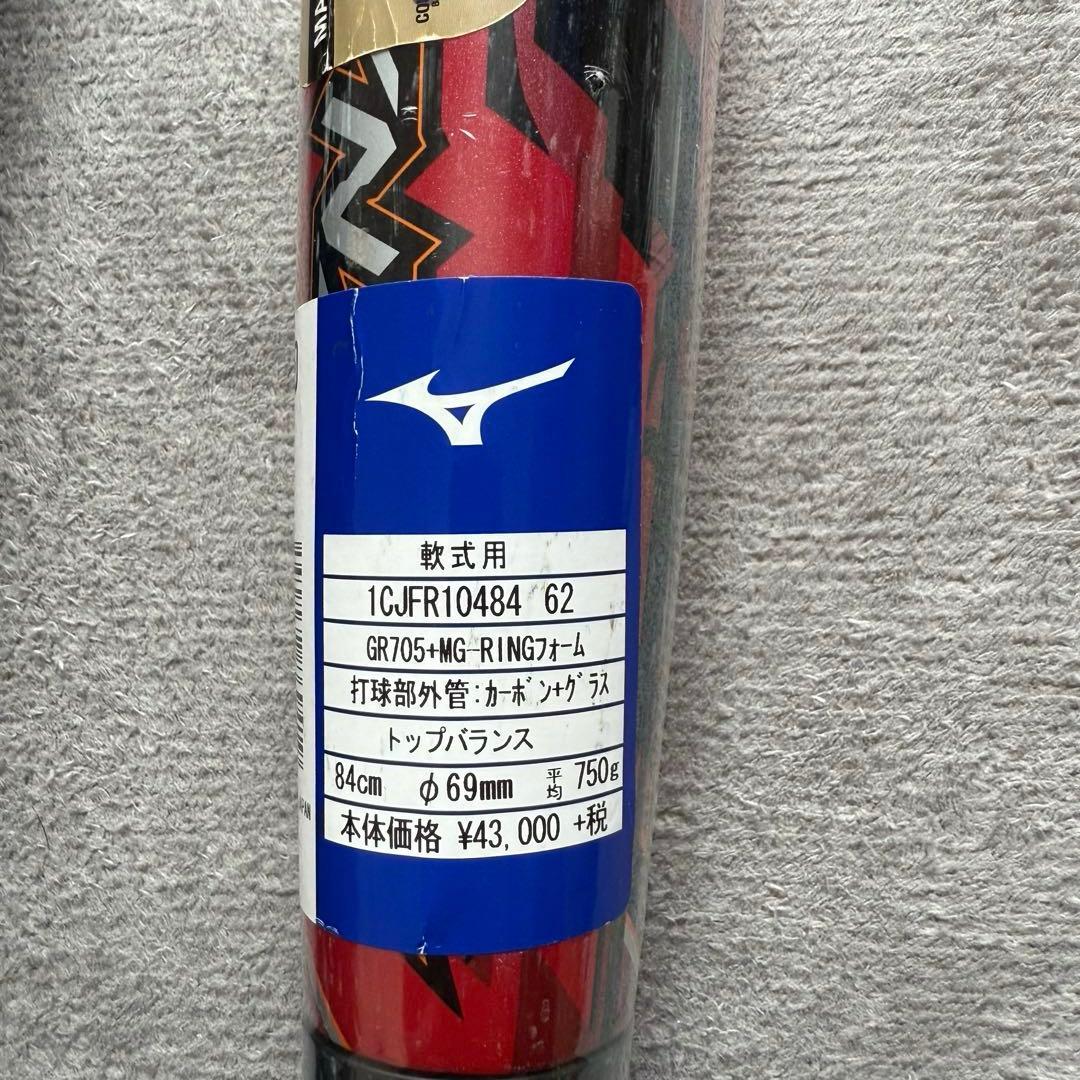 軟式用
1CJFR10484 62
GR705+MG-RINGフォーム
打球部外管:カーボン+グラス
トップバランス
84cm φ69mm 平均 750g
本体価格 ¥43,000 +税